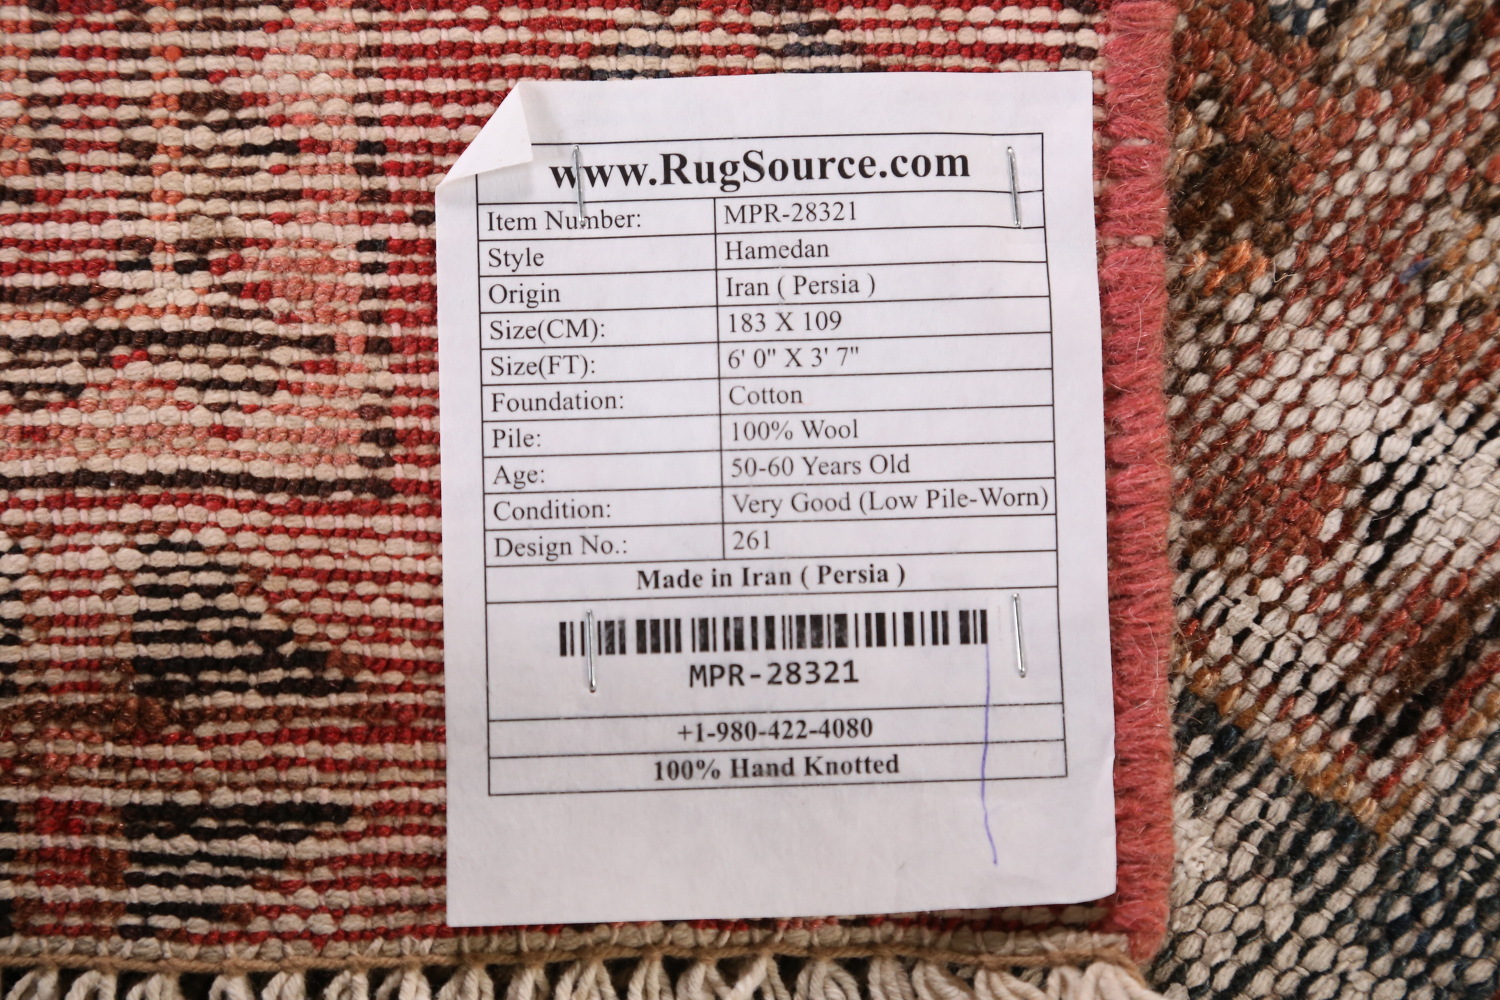 www.RugSource.com
Item Number: MPR-28321
Style Hamedan
Origin Iran ( Persia )
Size(CM): 183 X 109
Size(FT): 6' 0" X 3' 7"
Foundation: Cotton
Pile: 100% Wool
Age: 50-60 Years Old
Condition: Very Good (Low Pile-Worn)
Design No.: 261
Made in Iran ( Persia )
MPR-28321
+1-980-422-4080
100% Hand Knotted